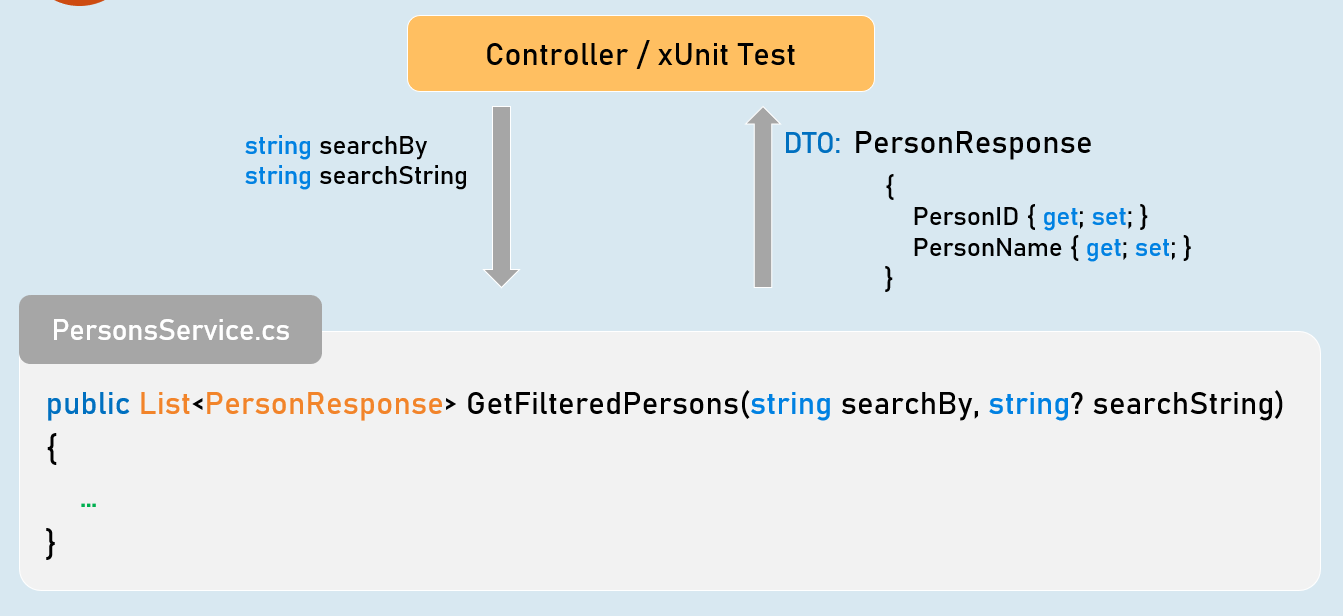 Controller / xUnit Test
string searchBy
string searchString
DTO: PersonResponse
{
PersonID { get; set; }
PersonName { get; set; }
}
PersonsService.cs
public List<PersonResponse> GetFilteredPersons(string searchBy, string? searchString)
{
...
}